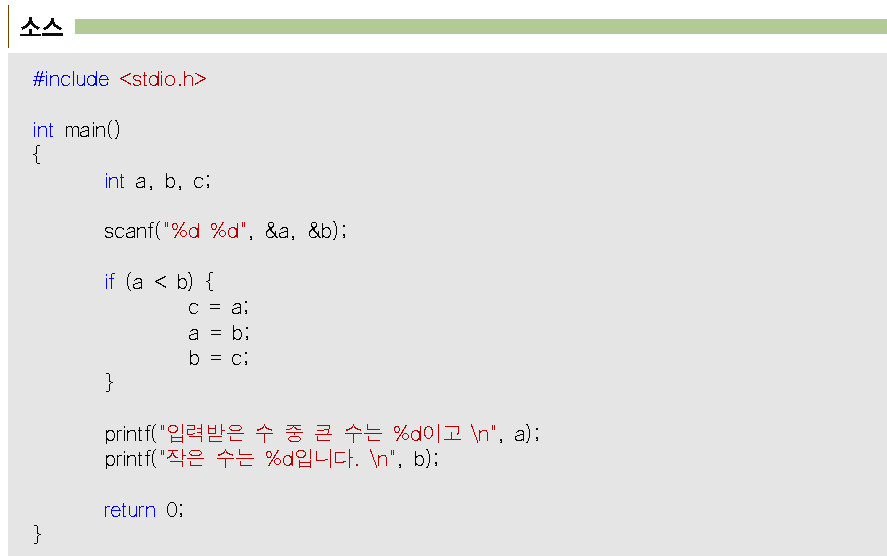 소스
#include <stdio.h>
int main()
{
int a, b, c;
scanf("%d %d", &a, &b);
if (a < b) {
c = a;
a = b;
b = c;
}
printf("입력받은 수 중 큰 수는 %d이고 \n", a);
printf("작은 수는 %d입니다. \n", b);
return 0;
}